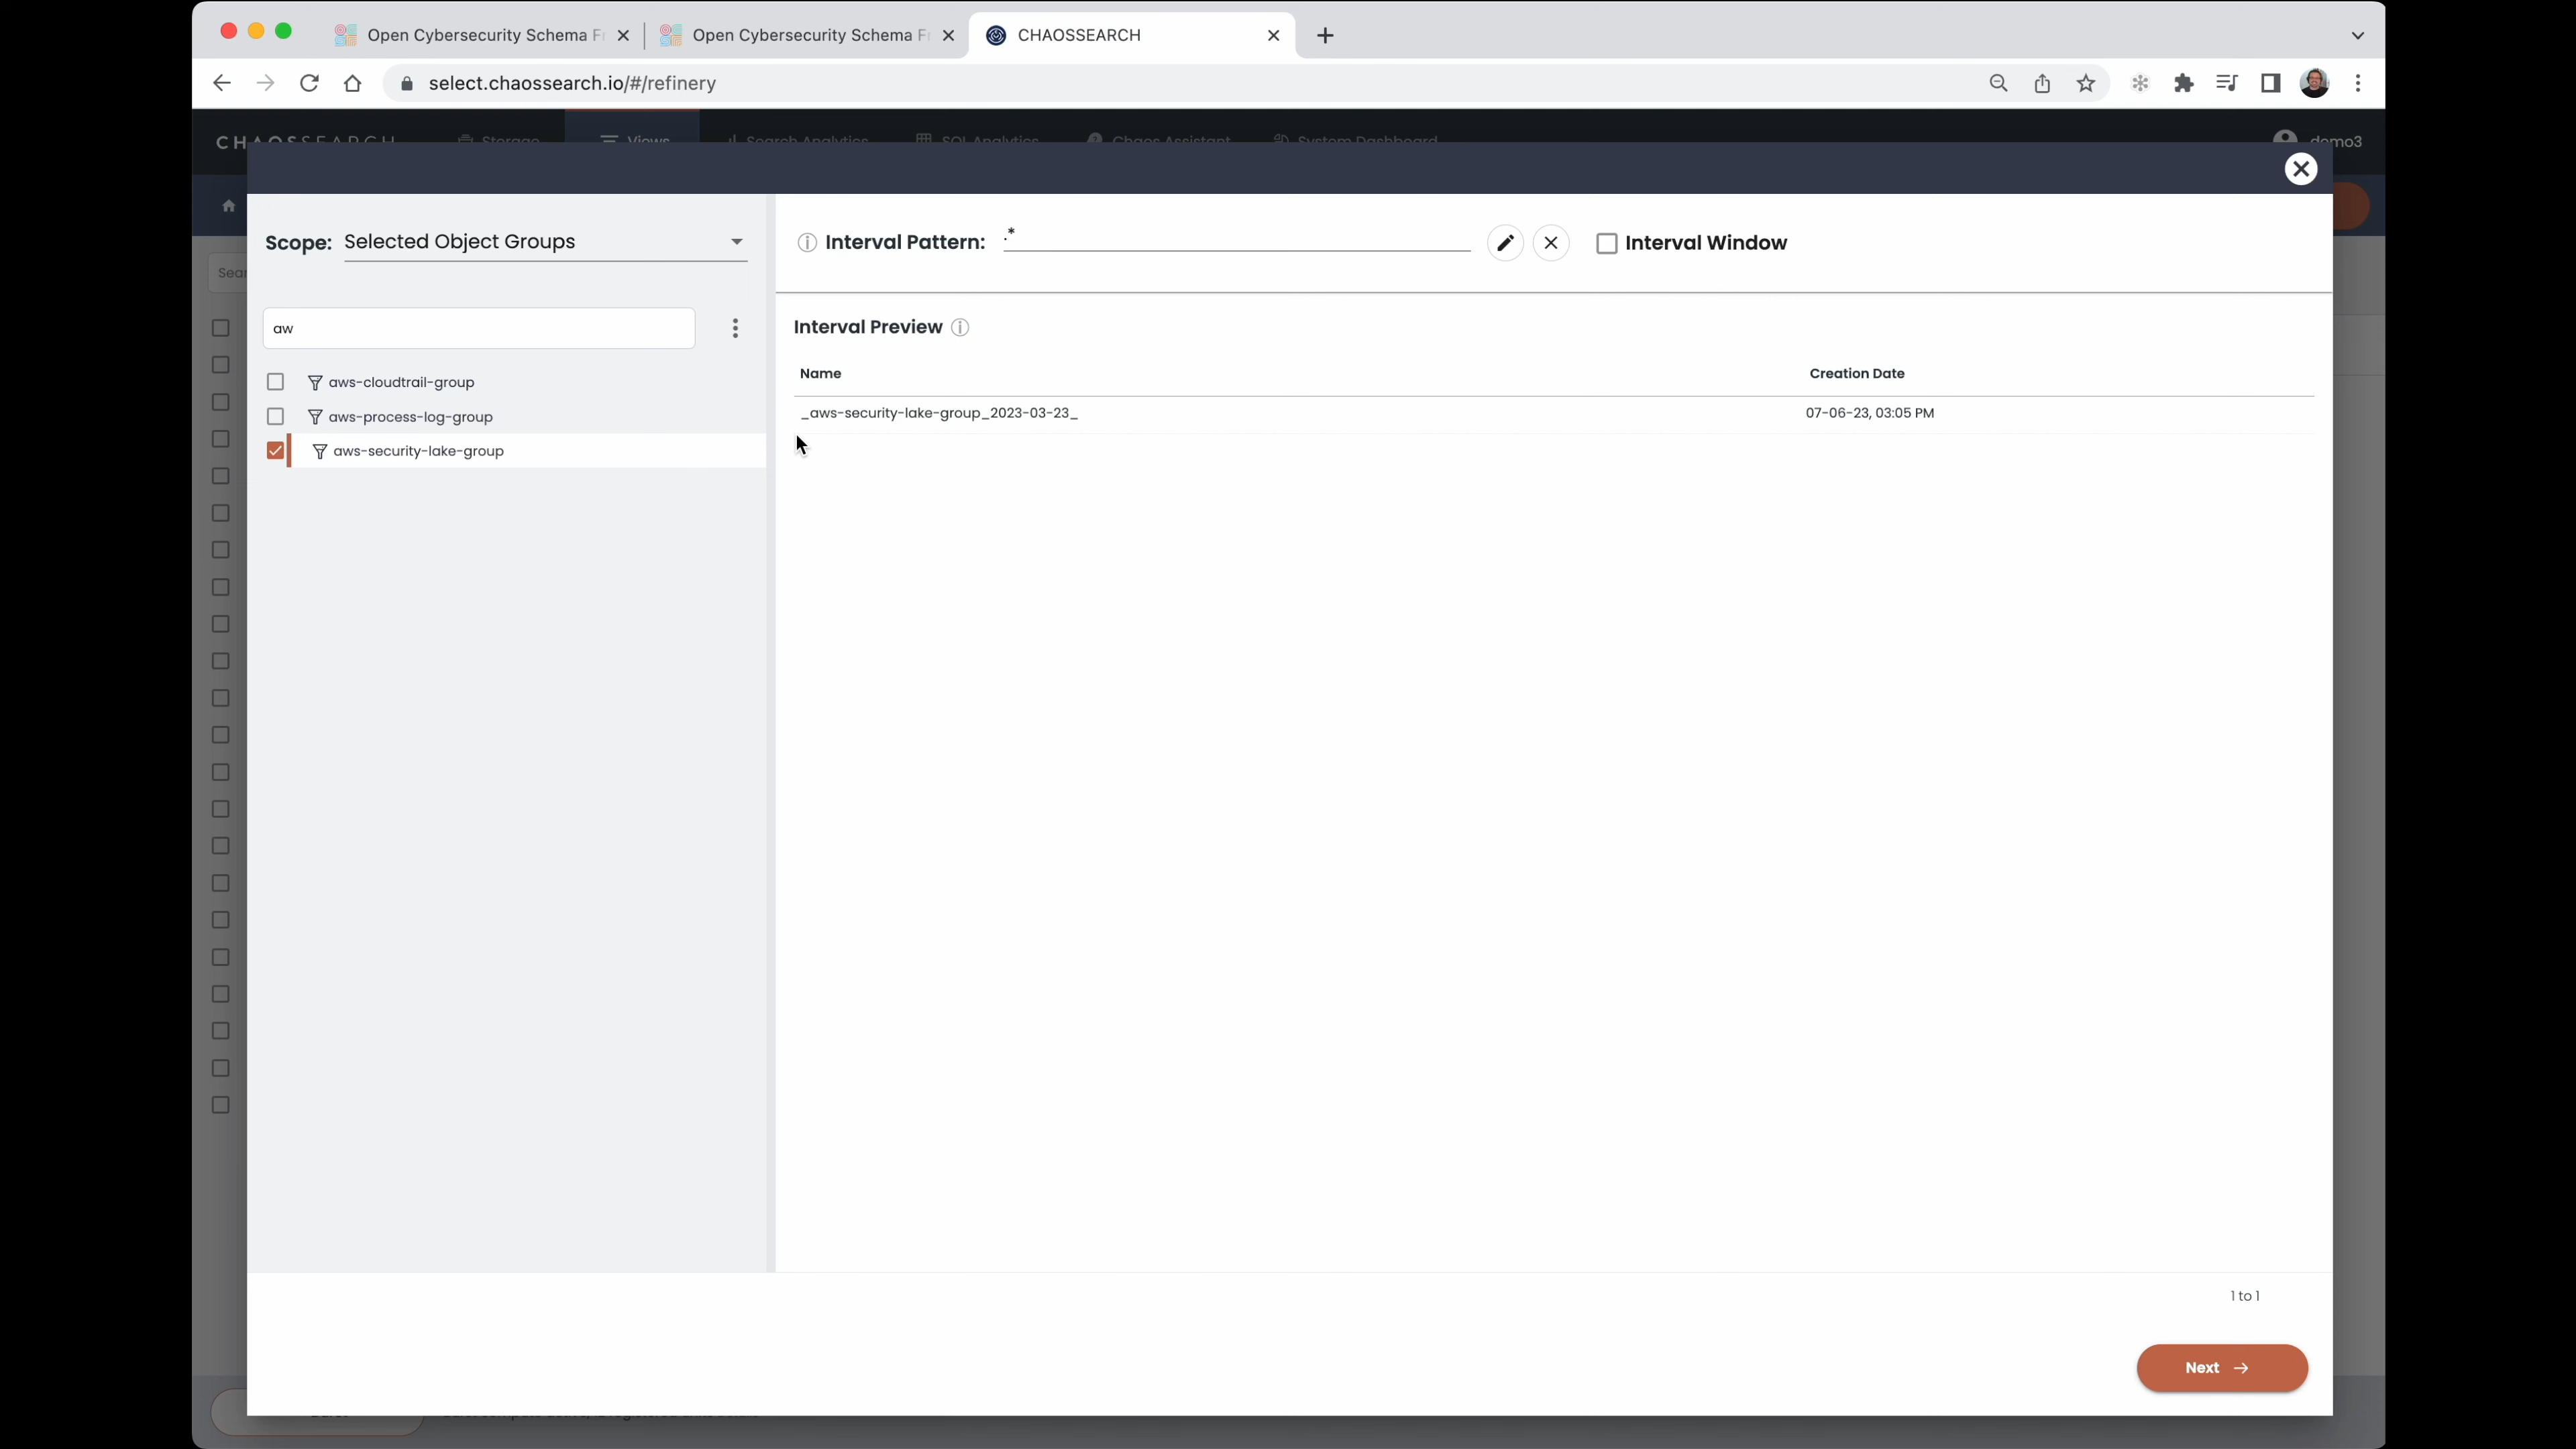 Open Cybersecurity Schema Fr
Open Cybersecurity Schema Fr
CHAOSSEARCH
select.chaossearch.io/#/refinery
CHAOSSEARCH
Storage
Views
Search Analytics
SQL Analytics
Chaos Assistant
System Dashboard
demo3
Scope: Selected Object Groups
Interval Pattern: .*
Interval Window
Sear
aw
Interval Preview
Name
Creation Date
aws-cloudtrail-group
_aws-security-lake-group_2023-03-23_
07-06-23, 03:05 PM
aws-process-log-group
aws-security-lake-group
1 to 1
Next